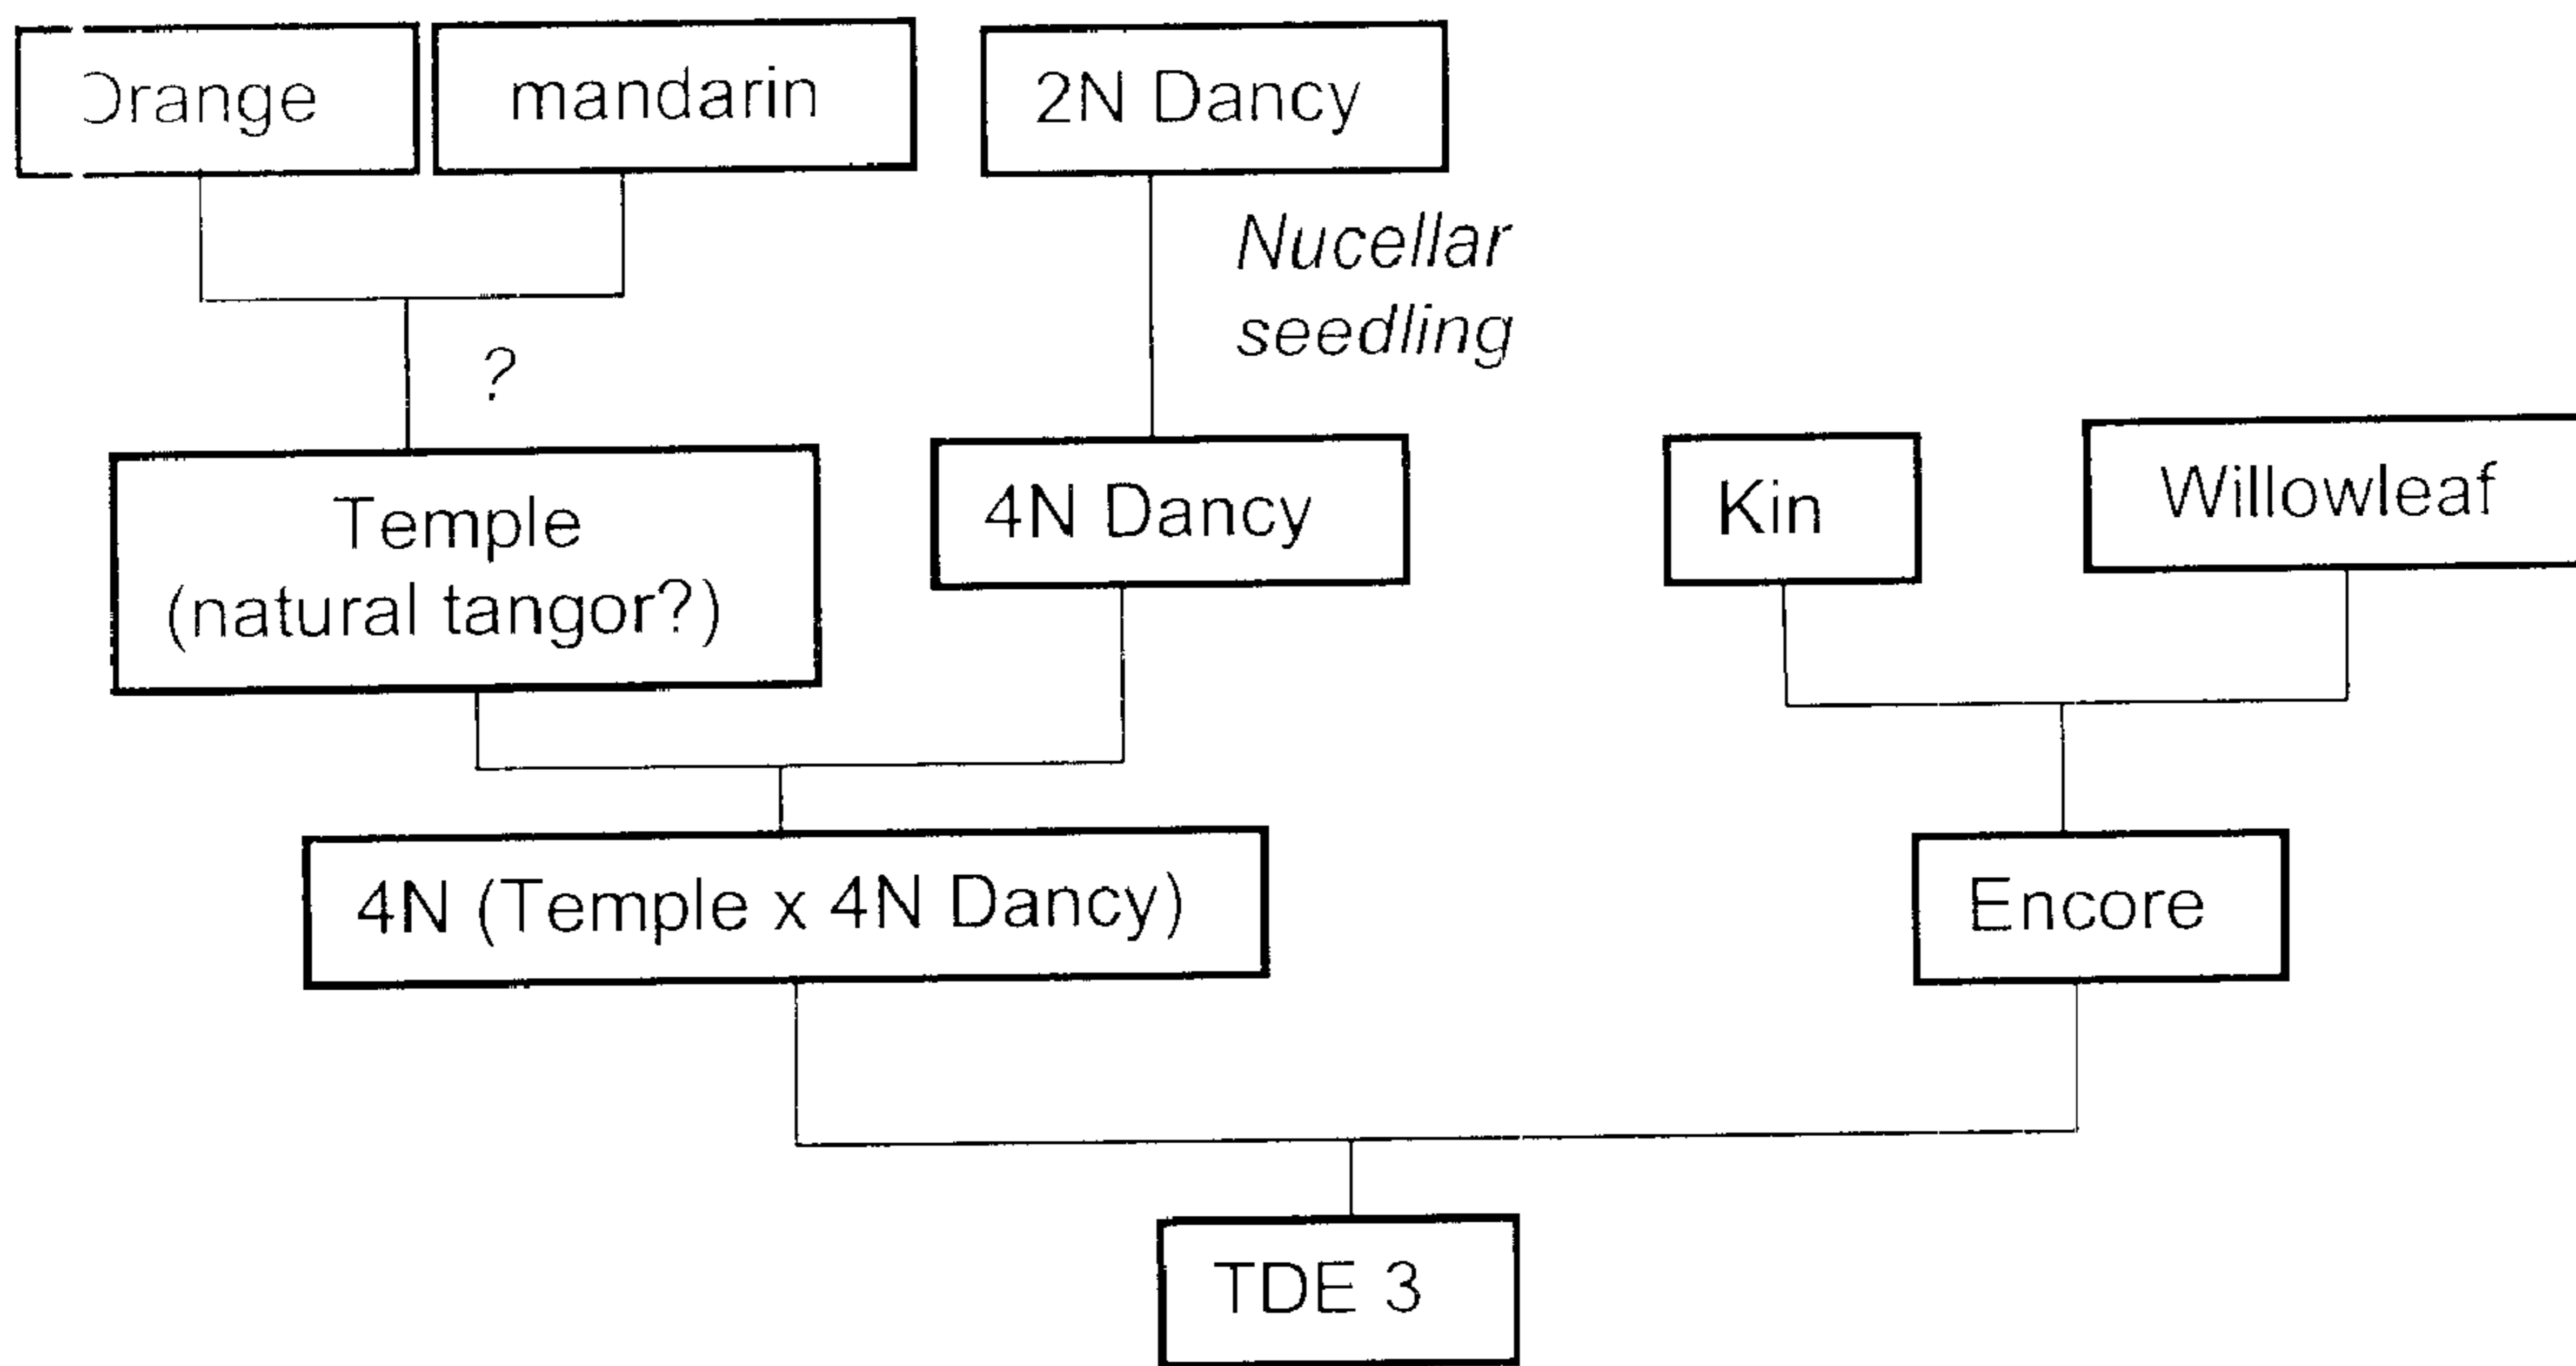 Orange
mandarin
2N Dancy
Nucellar
seedling
?
Temple
(natural tangor?)
4N Dancy
Kin
Willowleaf
4N (Temple x 4N Dancy)
Encore
TDE 3